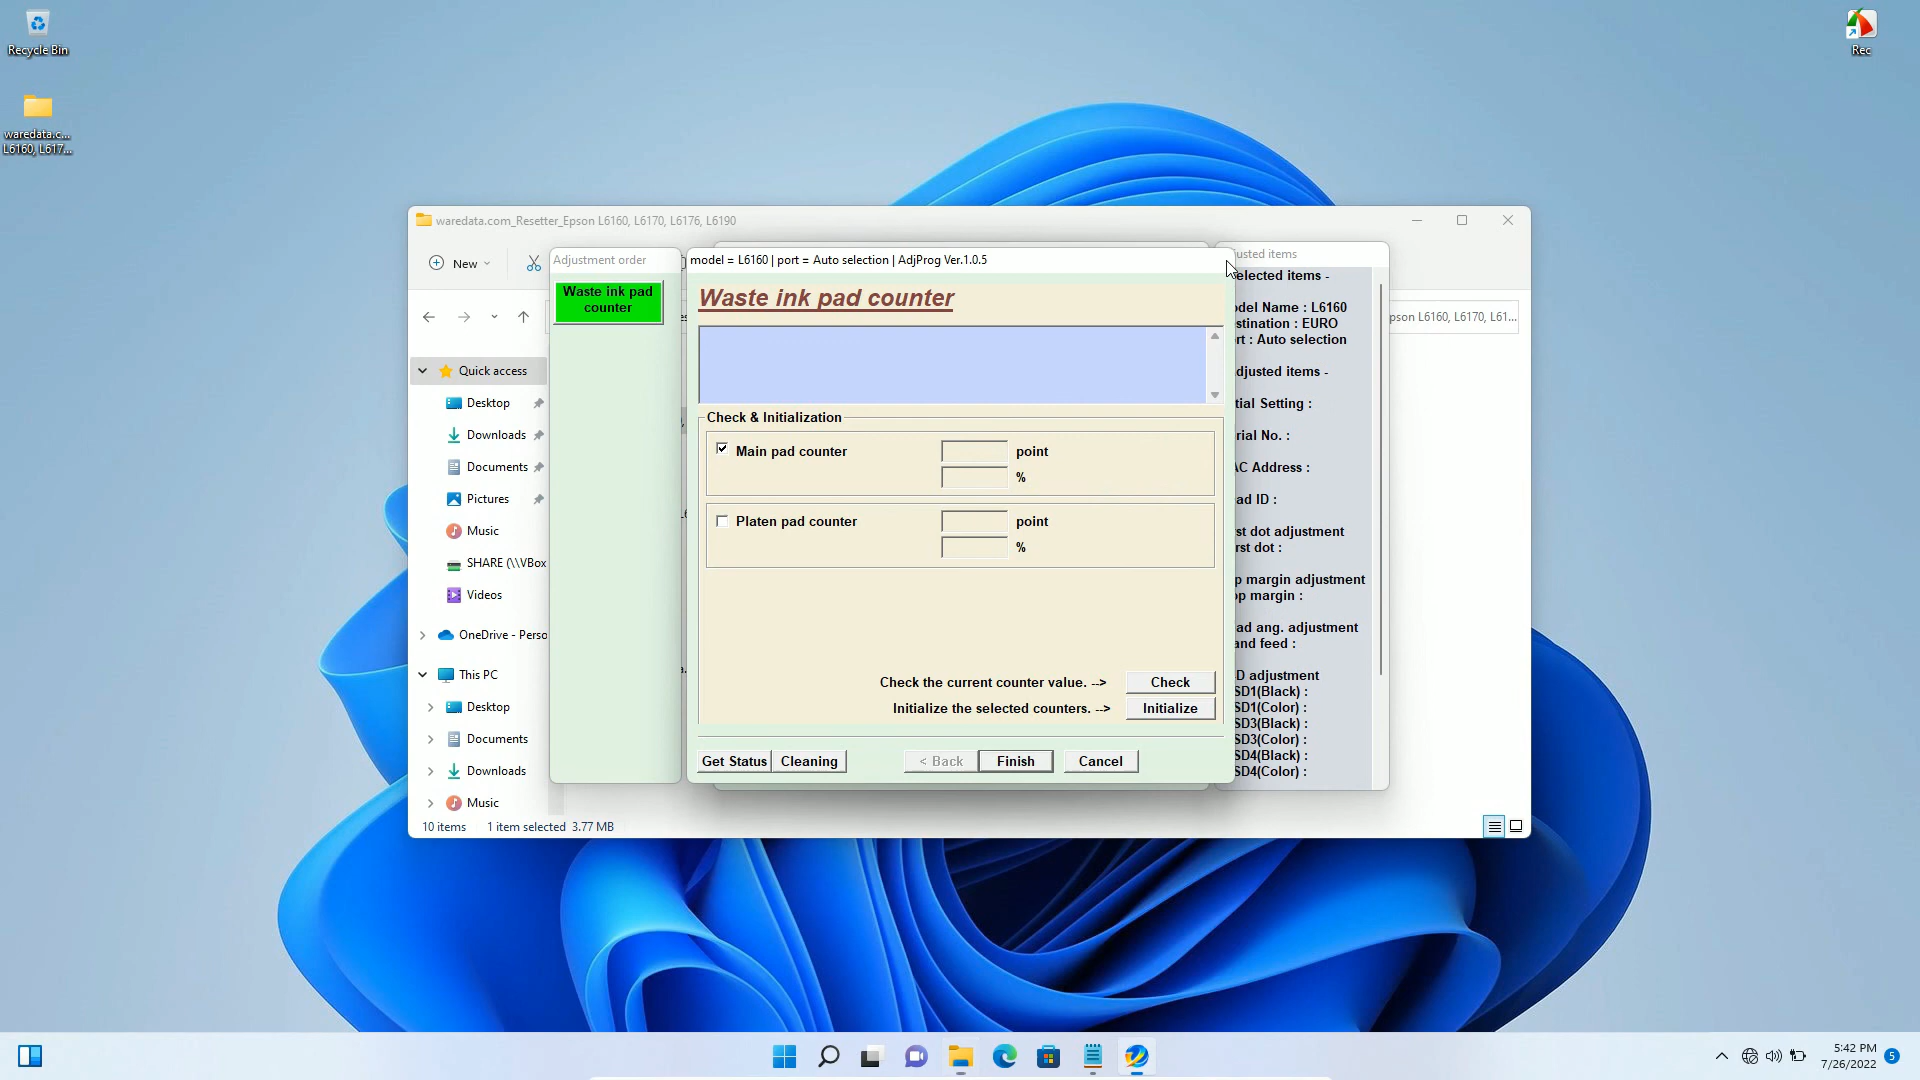 Recycle Bin
waredata.c...
L6160, L617...
Rec
waredata.com_Resetter_Epson L6160, L6170, L6176, L6190
New
Quick access
Desktop
Downloads
Documents
Pictures
Music
SHARE (\\VBox
Videos
OneDrive - Perso
This PC
Desktop
Documents
Downloads
Music
10 items 1 item selected 3.77 MB
pson L6160, L6170, L61...
Adjustment order
Waste ink pad
counter
model = L6160 | port = Auto selection | AdjProg Ver.1.0.5
Waste ink pad counter
Check & Initialization
Main pad counter point
%
Platen pad counter point
%
Check the current counter value. --> Check
Initialize the selected counters. --> Initialize
Get Status Cleaning < Back Finish Cancel
usted items
elected items -
odel Name : L6160
stination : EURO
rt : Auto selection
djusted items -
tial Setting :
rial No. :
AC Address :
ad ID :
rst dot adjustment
rst dot :
p margin adjustment
op margin :
ad ang. adjustment
and feed :
D adjustment
SD1(Black) :
SD1(Color) :
SD3(Black) :
SD3(Color) :
SD4(Black) :
SD4(Color) :
5:42 PM
7/26/2022
5